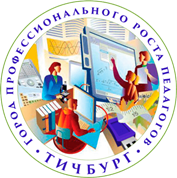 ГОРОД ПРОФЕССИОНАЛЬНОГО РОСТА ПЕДАГОГОВ
• ТИЧБУРГ •